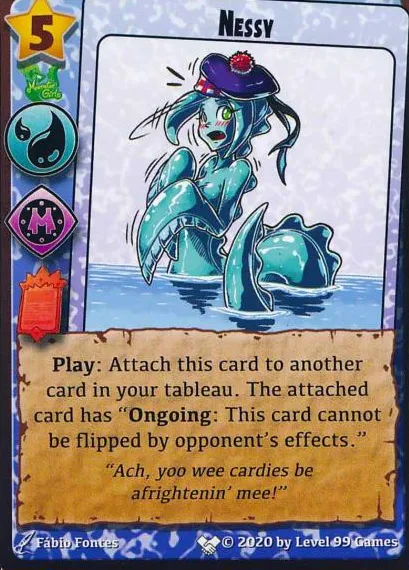 Nessy
5
Monster
Girls
M
Play: Attach this card to another
card in your tableau. The attached
card has “Ongoing: This card cannot
be flipped by opponent’s effects.”
“Ach, yoo wee cardies be
afrightenin’ mee!”
Fábio Fontes
© 2020 by Level 99 Games